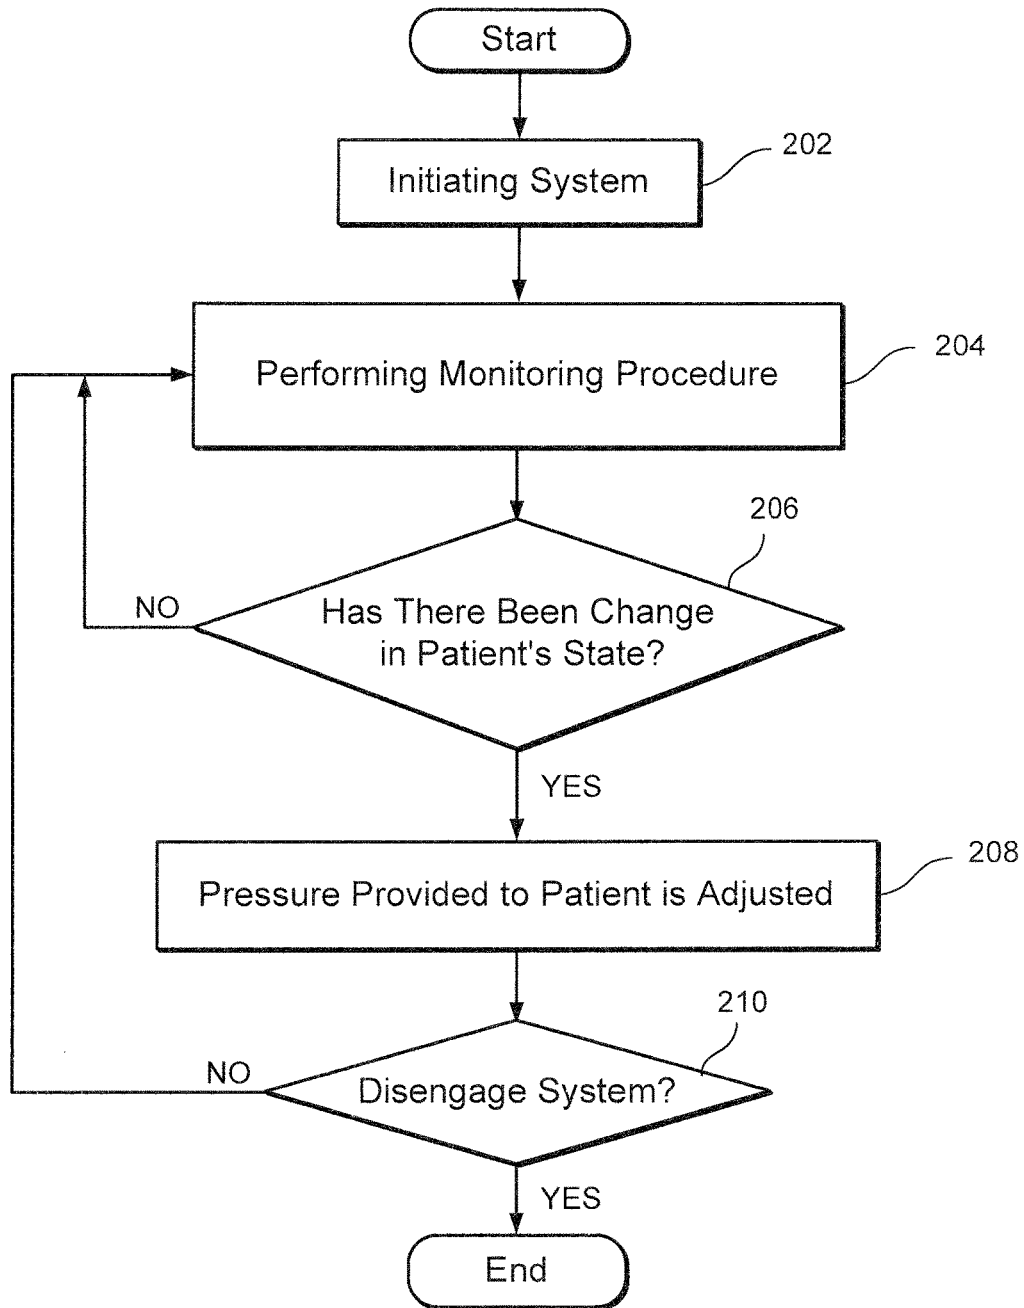 Start
202
Initiating System
204
Performing Monitoring Procedure
206
Has There Been Change
in Patient's State?
NO
YES
208
Pressure Provided to Patient is Adjusted
210
NO
Disengage System?
YES
End